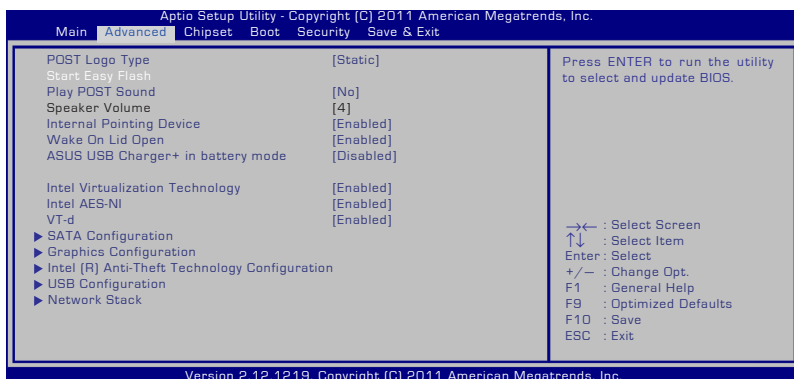 Aptio Setup Utility - Copyright (C) 2011 American Megatrends, Inc.
Main Advanced Chipset Boot Security Save & Exit
POST Logo Type [Static]
Start Easy Flash
Play POST Sound [No]
Speaker Volume [4]
Internal Pointing Device [Enabled]
Wake On Lid Open [Enabled]
ASUS USB Charger+ in battery mode [Disabled]
Intel Virtualization Technology [Enabled]
Intel AES-NI [Enabled]
VT-d [Enabled]
▶ SATA Configuration
▶ Graphics Configuration
▶ Intel (R) Anti-Theft Technology Configuration
▶ USB Configuration
▶ Network Stack
Press ENTER to run the utility
to select and update BIOS.
→← : Select Screen
↑↓ : Select Item
Enter : Select
+/— : Change Opt.
F1 : General Help
F9 : Optimized Defaults
F10 : Save
ESC : Exit
Version 2.12.1219. Copyright (C) 2011 American Megatrends, Inc.